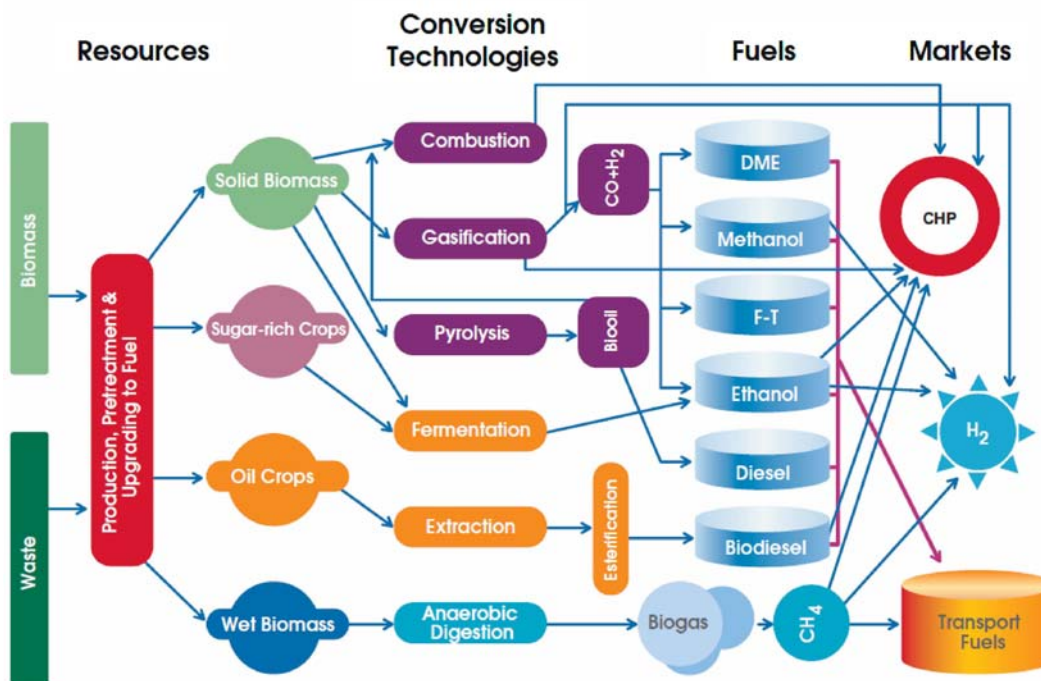 Resources
Conversion
Technologies
Fuels
Markets
Biomass
Waste
Production, Pretreatment &
Upgrading to Fuel
Solid Biomass
Sugar-rich Crops
Oil Crops
Wet Biomass
Combustion
Gasification
Pyrolysis
Fermentation
Extraction
Anaerobic
Digestion
CO+H₂
Biooil
Esterification
Biogas
DME
Methanol
F-T
Ethanol
Diesel
Biodiesel
CH₄
CHP
H₂
Transport
Fuels